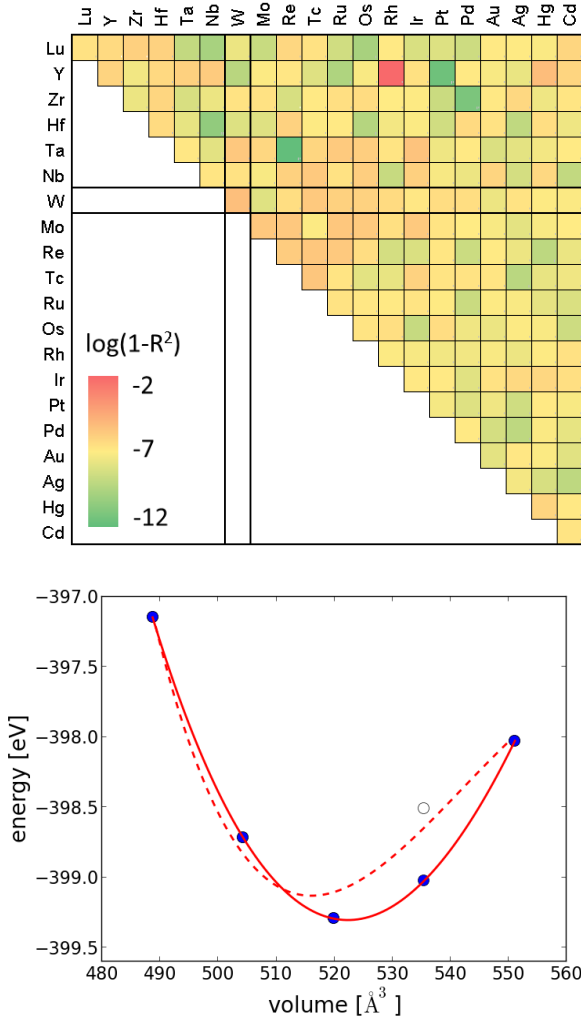 Lu Y Zr Hf Ta Nb W Mo Re Tc Ru Os Rh Ir Pt Pd Au Ag Hg Cd
Lu
Y
Zr
Hf
Ta
Nb
W
Mo
Re
Tc
Ru
Os
Rh
Ir
Pt
Pd
Au
Ag
Hg
Cd
log(1-R²)
-2
-7
-12
−397.0
−397.5
−398.0
−398.5
−399.0
−399.5
energy [eV]
480 490 500 510 520 530 540 550 560
volume [Å³ ]